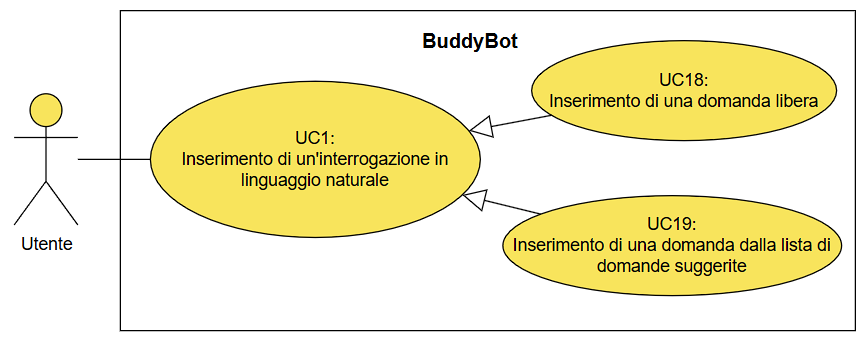 BuddyBot
Utente
UC1:
Inserimento di un'interrogazione in
linguaggio naturale
UC18:
Inserimento di una domanda libera
UC19:
Inserimento di una domanda dalla lista di
domande suggerite